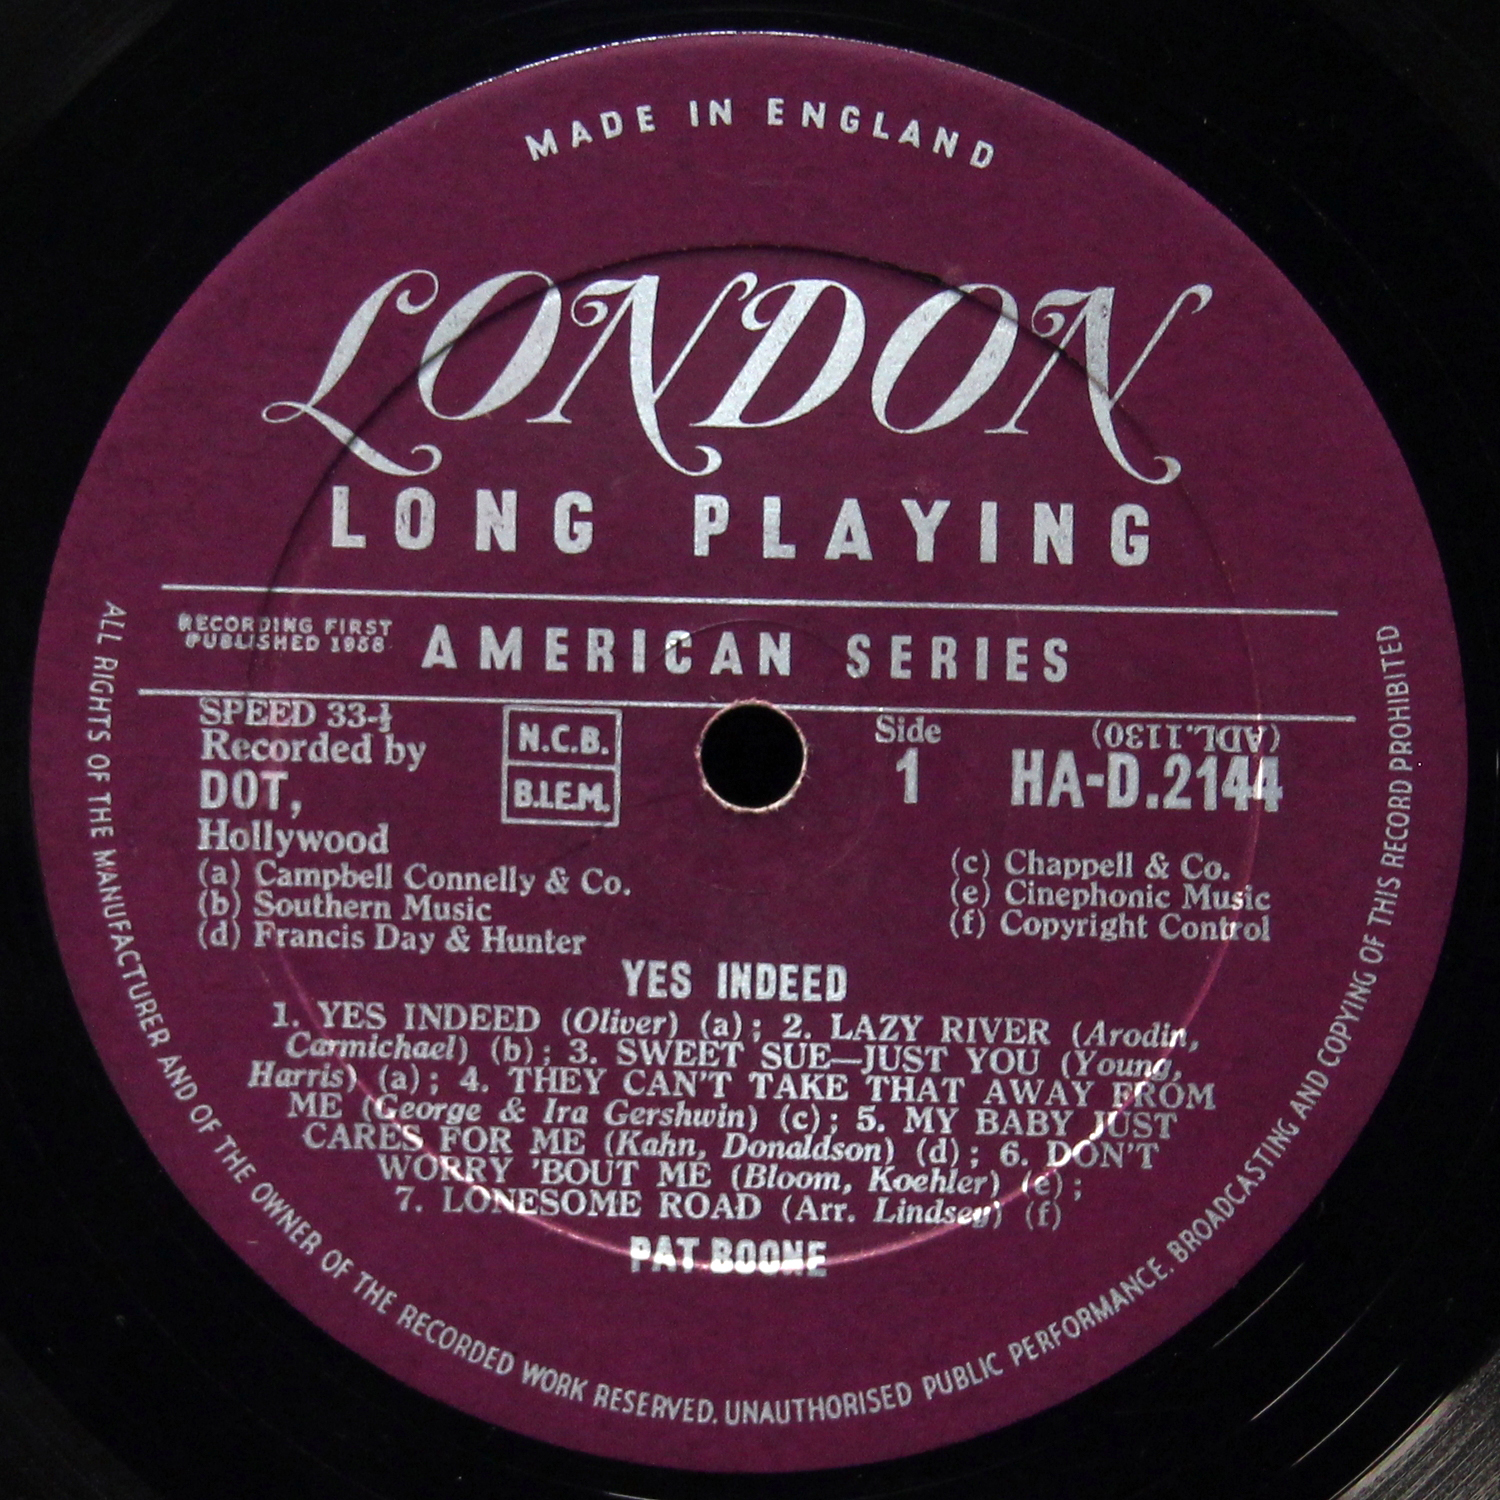 MADE IN ENGLAND
LONDON
LONG PLAYING
RECORDING FIRST
PUBLISHED 1958
AMERICAN SERIES
SPEED 33⅓
Recorded by
DOT,
Hollywood
N.C.B.
B.I.E.M.
Side
1
(ADL.1130)
HA-D.2144
(a) Campbell Connelly & Co.
(b) Southern Music
(d) Francis Day & Hunter
(c) Chappell & Co.
(e) Cinephonic Music
(f) Copyright Control
YES INDEED
1. YES INDEED (Oliver) (a); 2. LAZY RIVER (Arodin,
Carmichael) (b); 3. SWEET SUE—JUST YOU (Young,
Harris) (a); 4. THEY CAN'T TAKE THAT AWAY FROM
ME (George & Ira Gershwin) (c); 5. MY BABY JUST
CARES FOR ME (Kahn, Donaldson) (d); 6. DON'T
WORRY 'BOUT ME (Bloom, Koehler) (e);
7. LONESOME ROAD (Arr. Lindsey) (f)
PAT BOONE
ALL RIGHTS OF THE MANUFACTURER AND OF THE OWNER OF THE RECORDED WORK RESERVED. UNAUTHORISED PUBLIC PERFORMANCE. BROADCASTING AND COPYING OF THIS RECORD PROHIBITED